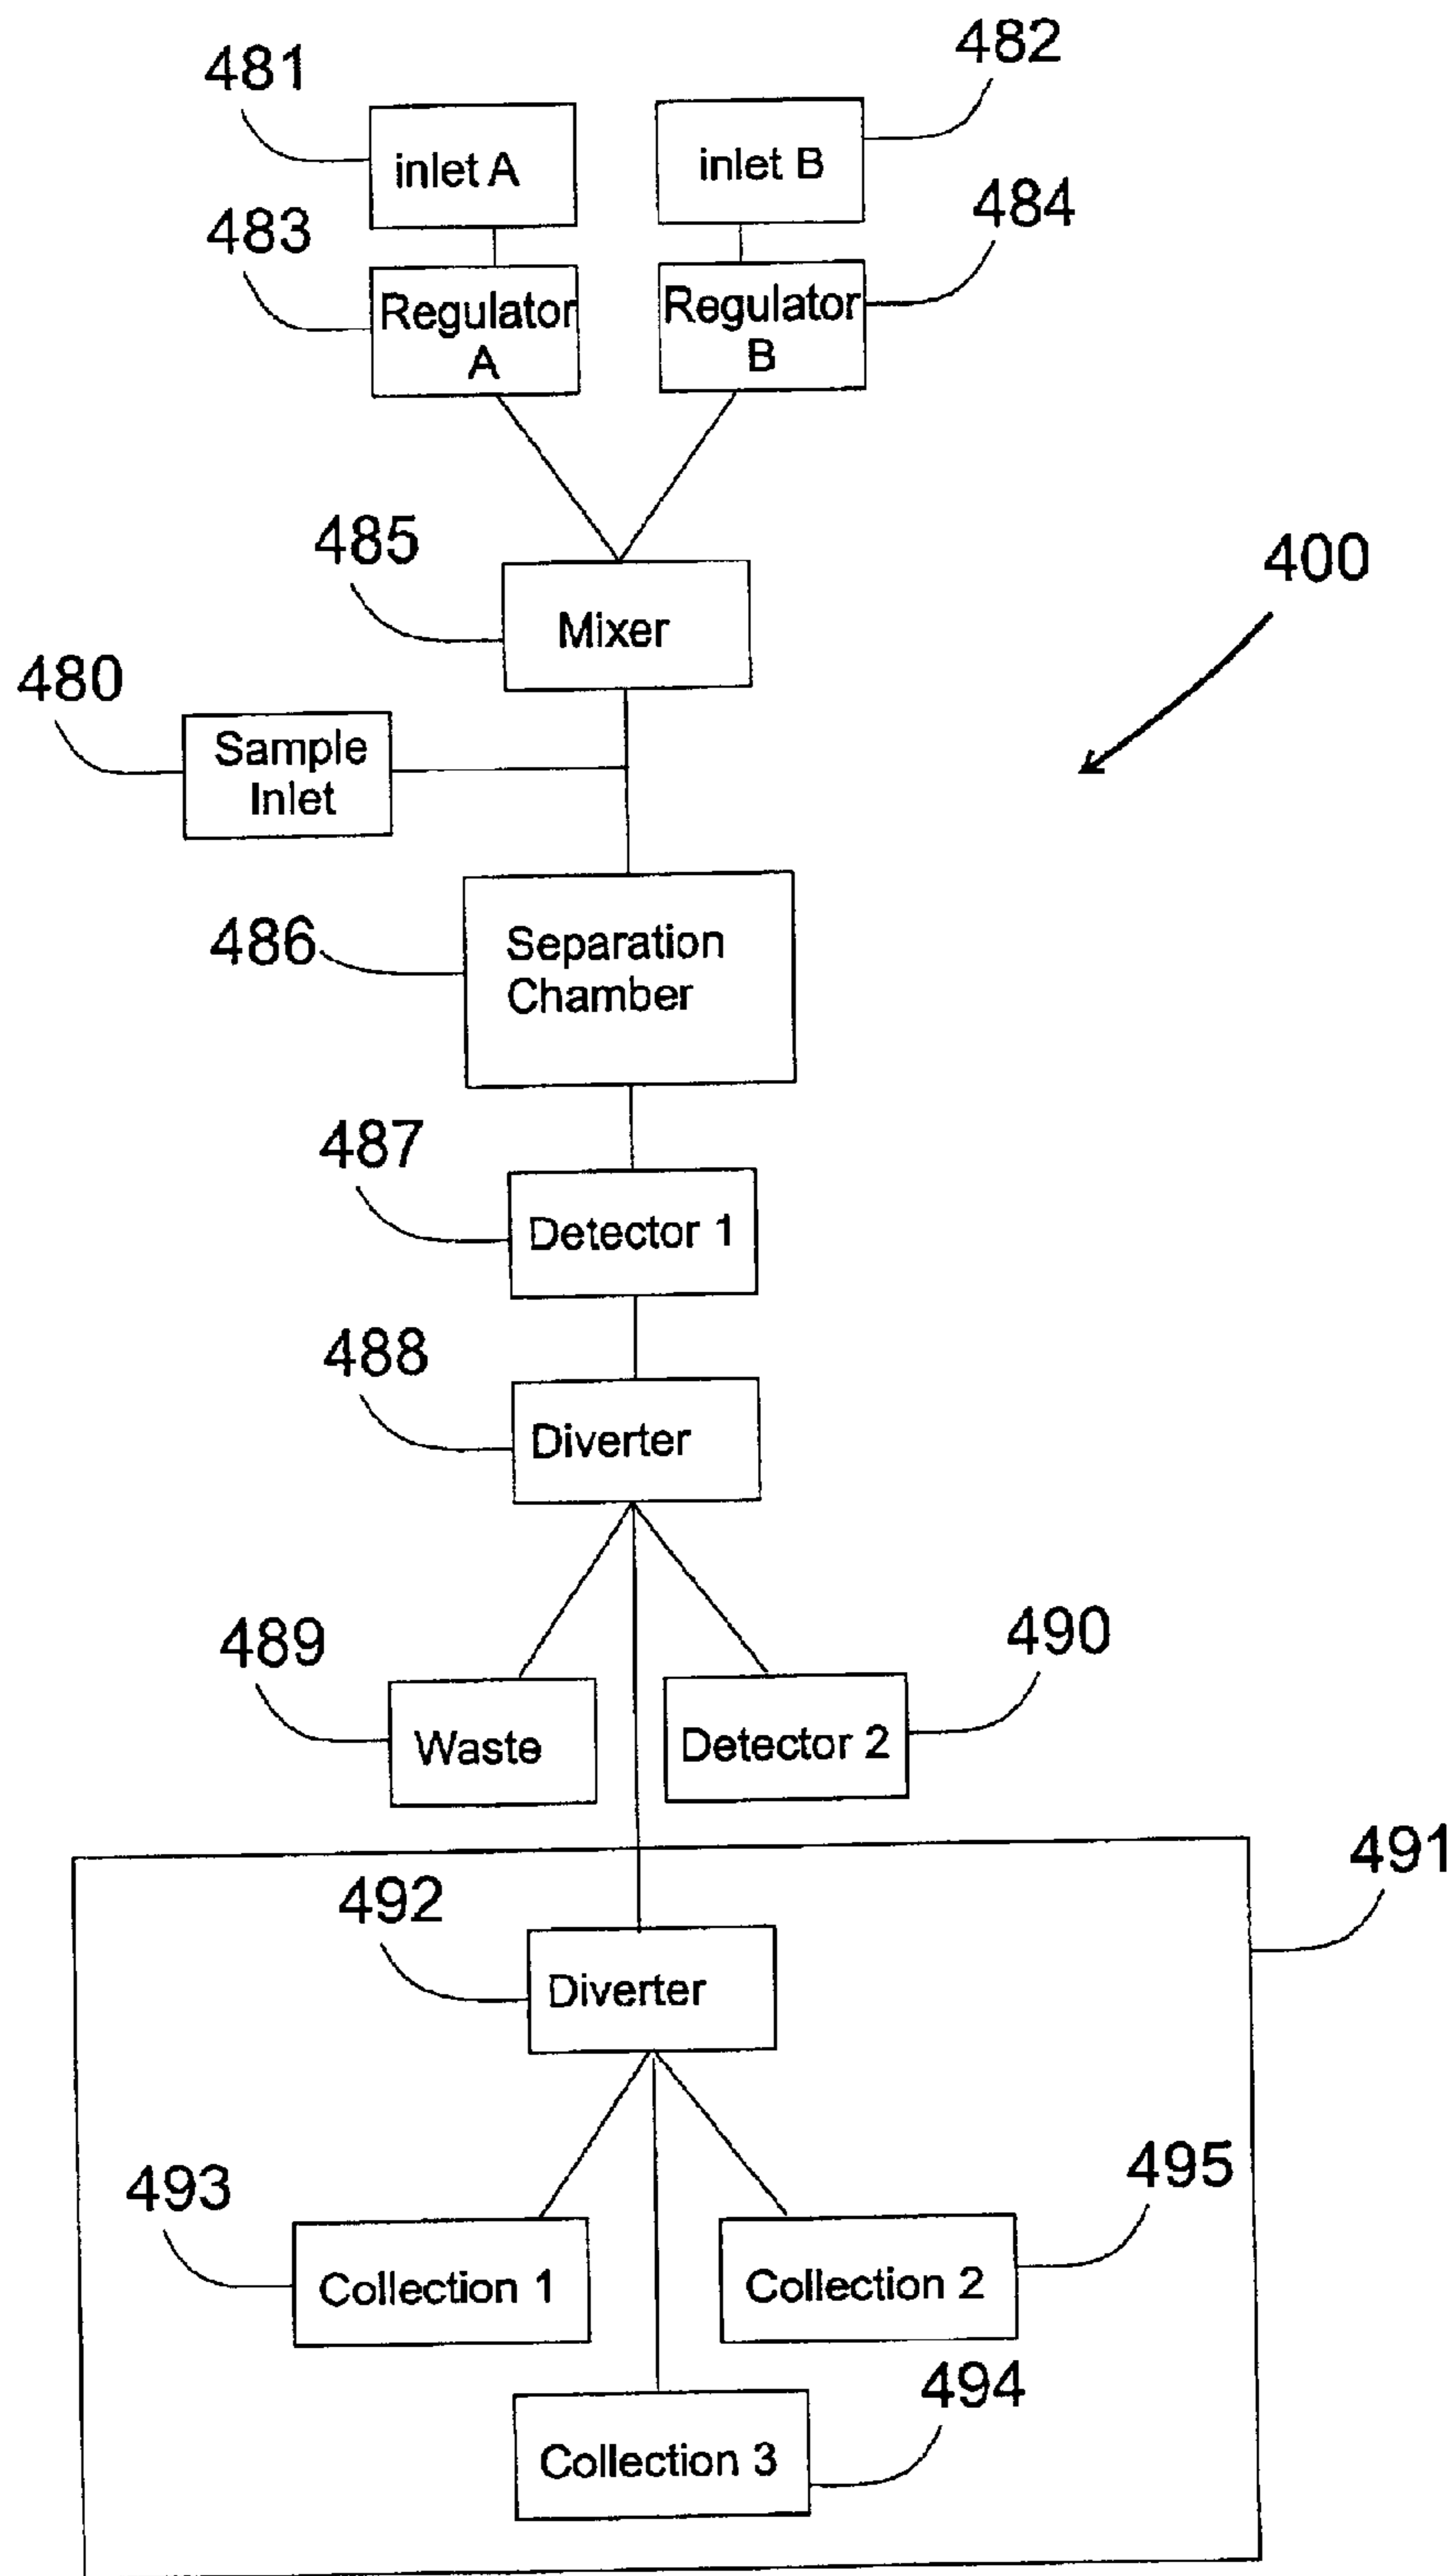 481
482
inlet A
inlet B
483
484
Regulator
A
Regulator
B
485
Mixer
400
480
Sample
Inlet
486
Separation
Chamber
487
Detector 1
488
Diverter
489
490
Waste
Detector 2
491
492
Diverter
493
495
Collection 1
Collection 2
494
Collection 3